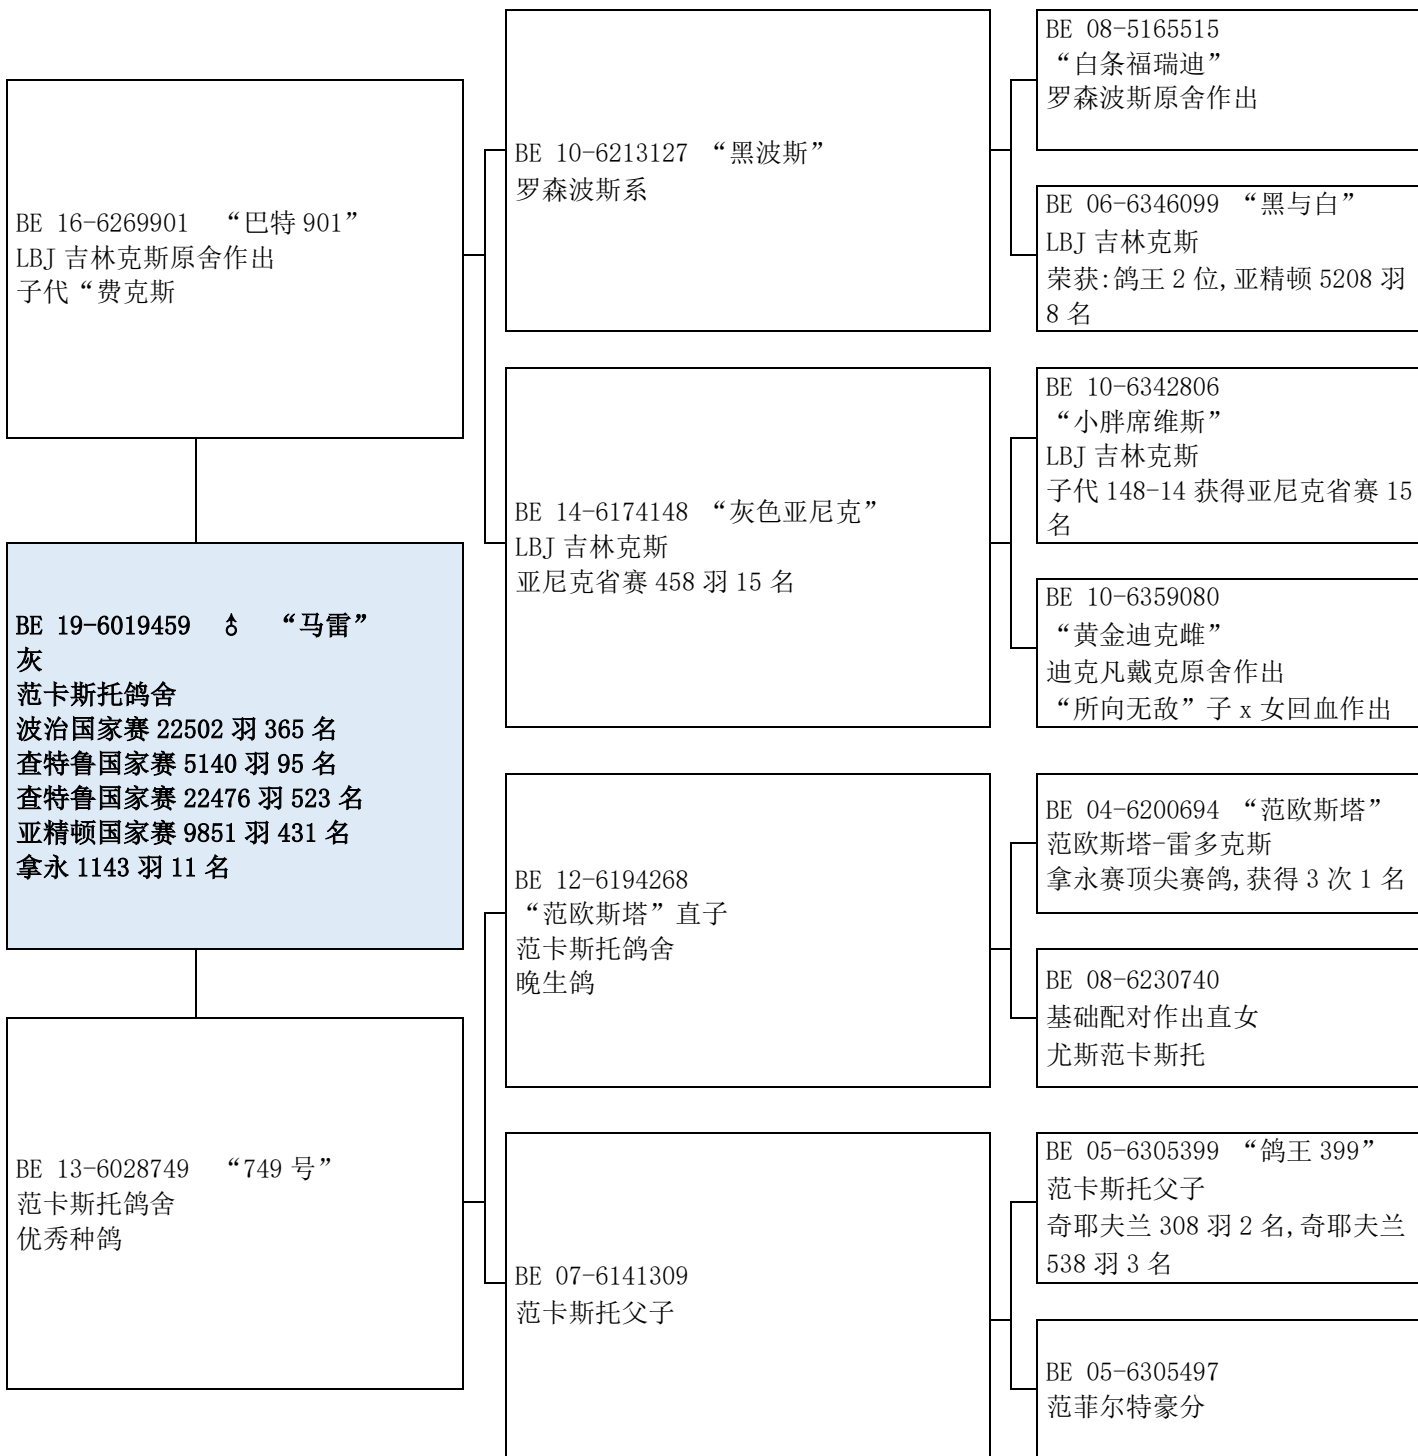 BE 16-6269901 “巴特 901”
LBJ 吉林克斯原舍作出
子代“费克斯
BE 19-6019459 ♂ “马雷”
灰
范卡斯托鸽舍
波治国家赛 22502 羽 365 名
查特鲁国家赛 5140 羽 95 名
查特鲁国家赛 22476 羽 523 名
亚精顿国家赛 9851 羽 431 名
拿永 1143 羽 11 名
BE 13-6028749 “749 号”
范卡斯托鸽舍
优秀种鸽
BE 10-6213127 “黑波斯”
罗森波斯系
BE 14-6174148 “灰色亚尼克”
LBJ 吉林克斯
亚尼克省赛 458 羽 15 名
BE 12-6194268
“范欧斯塔”直子
范卡斯托鸽舍
晚生鸽
BE 07-6141309
范卡斯托父子
BE 08-5165515
“白条福瑞迪”
罗森波斯原舍作出
BE 06-6346099 “黑与白”
LBJ 吉林克斯
荣获:鸽王 2 位,亚精顿 5208 羽
8 名
BE 10-6342806
“小胖席维斯”
LBJ 吉林克斯
子代 148-14 获得亚尼克省赛 15
名
BE 10-6359080
“黄金迪克雌”
迪克凡戴克原舍作出
“所向无敌”子 x 女回血作出
BE 04-6200694 “范欧斯塔”
范欧斯塔-雷多克斯
拿永赛顶尖赛鸽,获得 3 次 1 名
BE 08-6230740
基础配对作出直女
尤斯范卡斯托
BE 05-6305399 “鸽王 399”
范卡斯托父子
奇耶夫兰 308 羽 2 名,奇耶夫兰
538 羽 3 名
BE 05-6305497
范菲尔特豪分